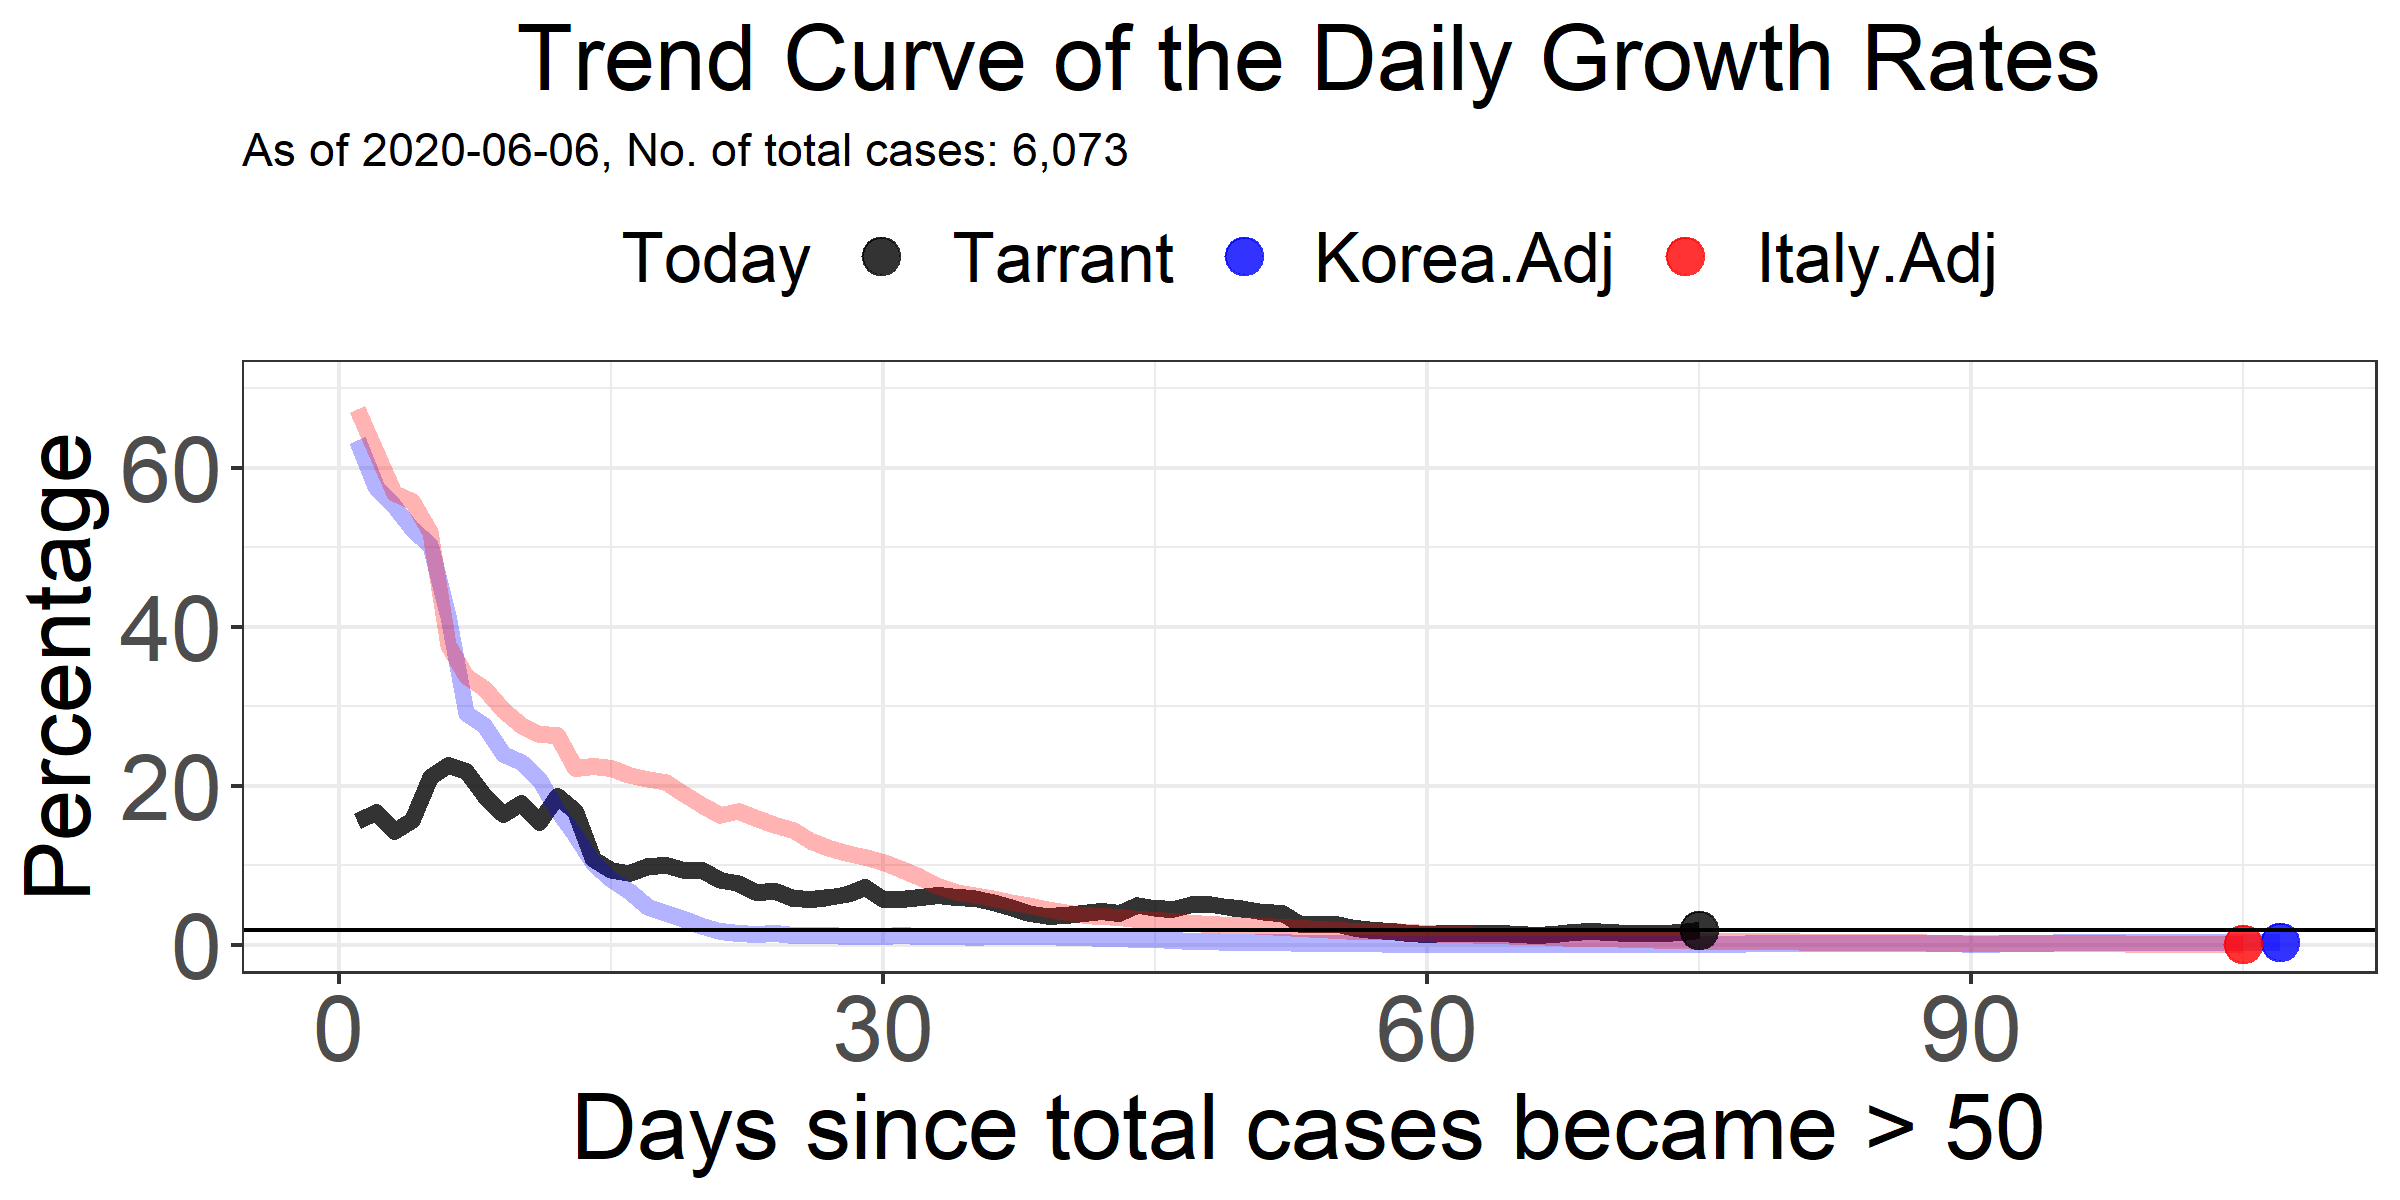 Trend Curve of the Daily Growth Rates
As of 2020-06-06, No. of total cases: 6,073
Today Tarrant Korea.Adj Italy.Adj
Percentage
60
40
20
0
0 30 60 90
Days since total cases became > 50